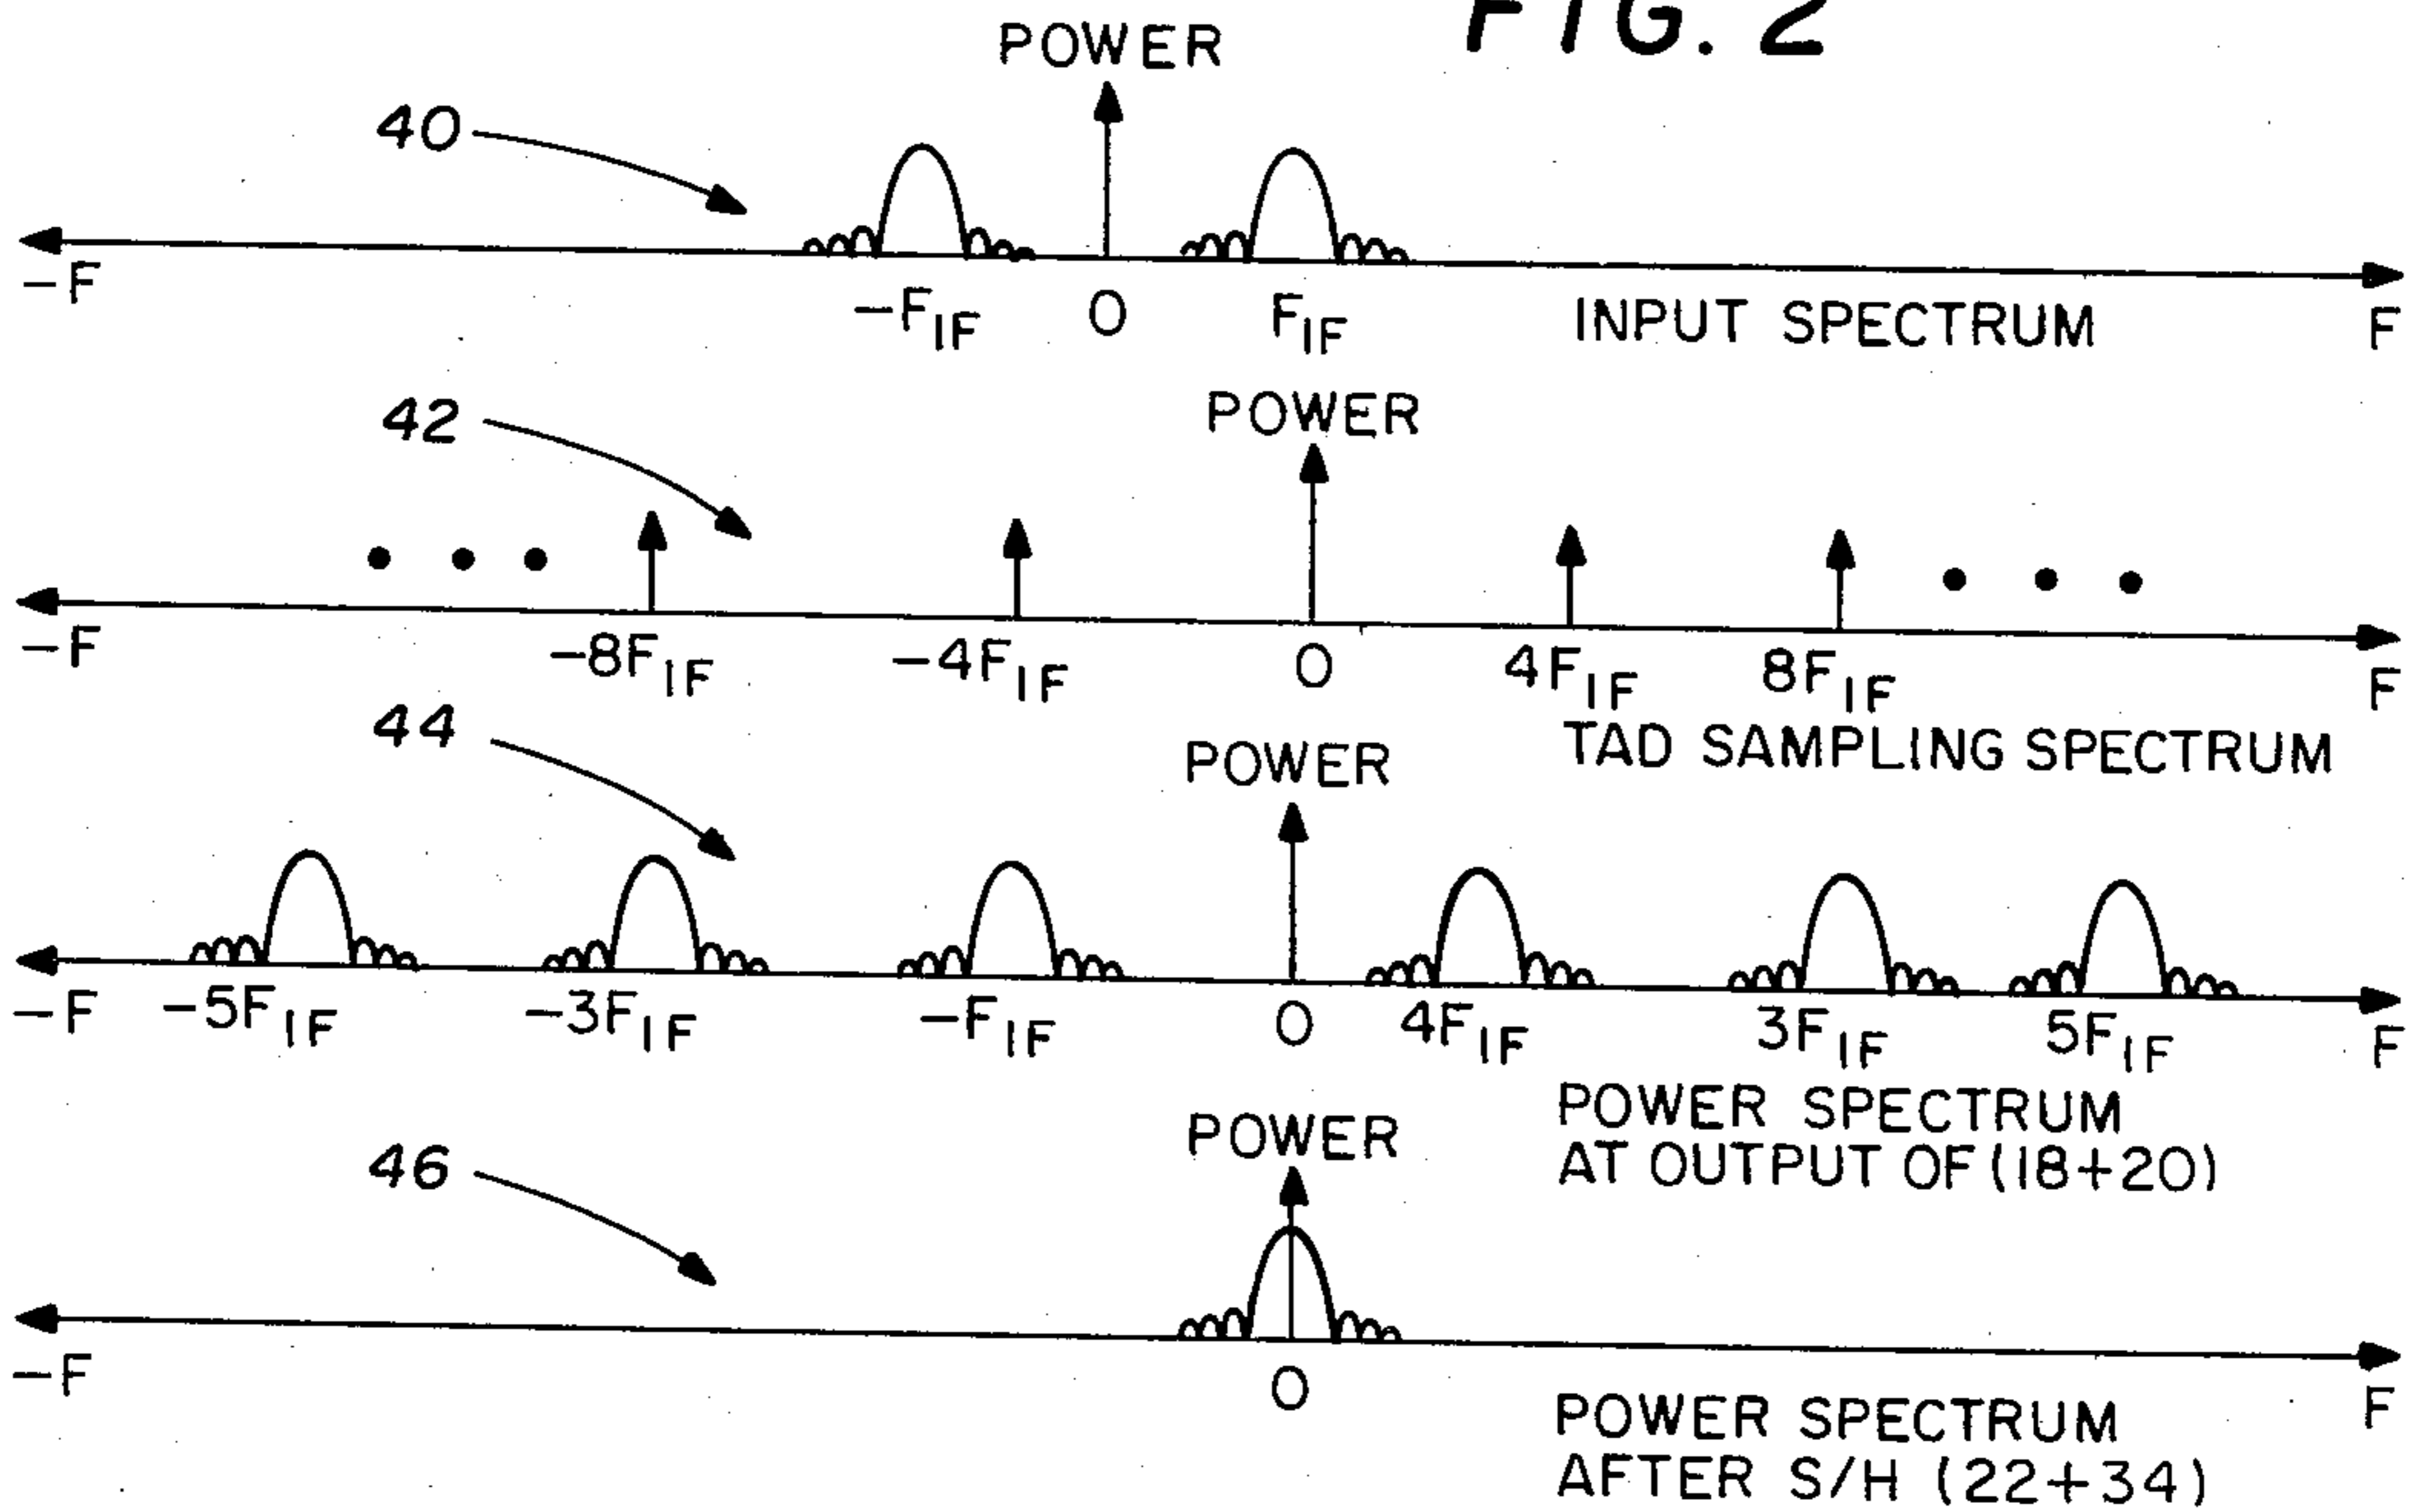 FIG. 2
POWER
40
-F
-F_IF
0
F_IF
INPUT SPECTRUM
F
POWER
42
-F
-8F_IF
-4F_IF
0
4F_IF
8F_IF
F
TAD SAMPLING SPECTRUM
POWER
44
-F
-5F_IF
-3F_IF
-F_IF
0
4F_IF
3F_IF
5F_IF
F
POWER SPECTRUM
AT OUTPUT OF (18+20)
POWER
46
-F
0
F
POWER SPECTRUM
AFTER S/H (22+34)